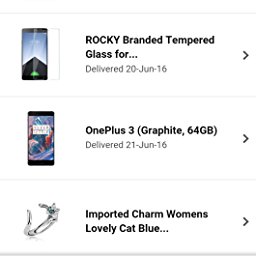 ROCKY Branded Tempered
Glass for...
Delivered 20-Jun-16
OnePlus 3 (Graphite, 64GB)
Delivered 21-Jun-16
Imported Charm Womens
Lovely Cat Blue...